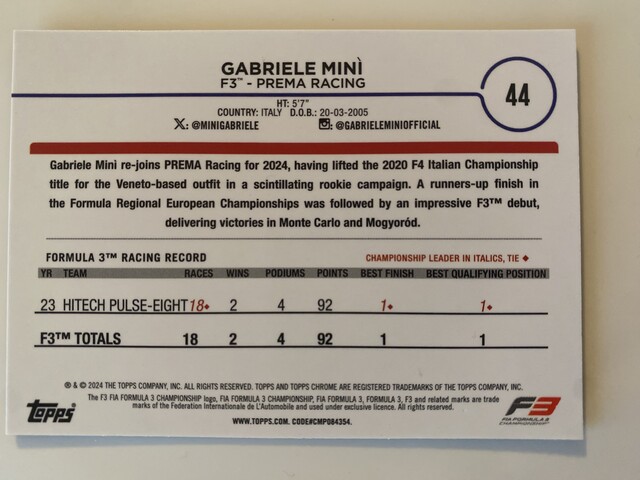 GABRIELE MINÌ
F3™ - PREMA RACING
44
HT: 5'7"
COUNTRY: ITALY D.O.B.: 20-03-2005
X: @MINIGABRIELE @GABRIELEMINIOFFICIAL
Gabriele Minì re-joins PREMA Racing for 2024, having lifted the 2020 F4 Italian Championship
title for the Veneto-based outfit in a scintillating rookie campaign. A runners-up finish in
the Formula Regional European Championships was followed by an impressive F3™ debut,
delivering victories in Monte Carlo and Mogyoród.
FORMULA 3™ RACING RECORD CHAMPIONSHIP LEADER IN ITALICS, TIE ♦
YR TEAM RACES WINS PODIUMS POINTS BEST FINISH BEST QUALIFYING POSITION
23 HITECH PULSE-EIGHT 18♦ 2 4 92 1♦ 1♦
F3™ TOTALS 18 2 4 92 1 1
® & © 2024 THE TOPPS COMPANY, INC. ALL RIGHTS RESERVED. TOPPS AND TOPPS CHROME ARE REGISTERED TRADEMARKS OF THE TOPPS COMPANY, INC.
The F3 FIA FORMULA 3 CHAMPIONSHIP logo, FIA FORMULA 3 CHAMPIONSHIP, FIA FORMULA 3, FORMULA 3, F3 and related marks are trade
marks of the Federation Internationale de L'Automobile and used under exclusive licence. All rights reserved.
WWW.TOPPS.COM. CODE#CMP084354.
Topps
F3
FIA FORMULA 3
CHAMPIONSHIP